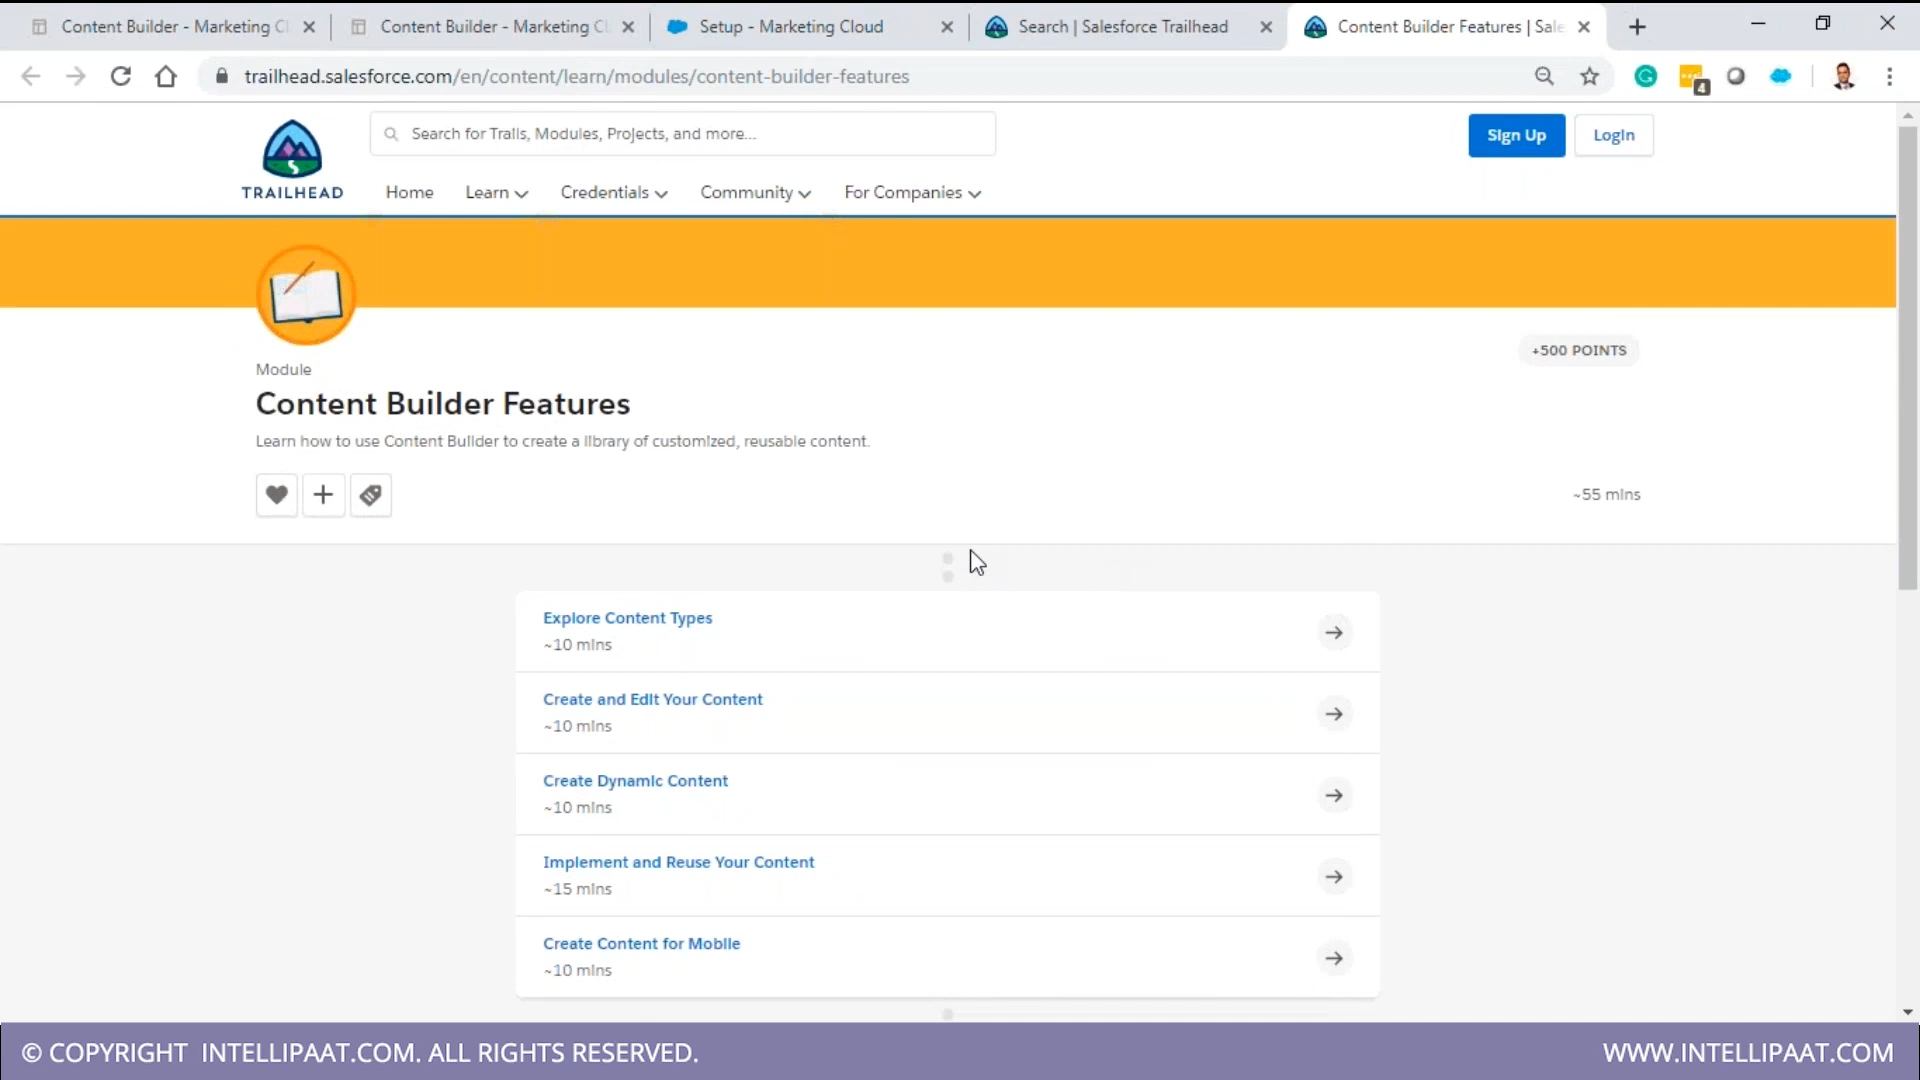 Content Builder - Marketing Cl
Content Builder - Marketing Cl
Setup - Marketing Cloud
Search | Salesforce Trailhead
Content Builder Features | Sale
trailhead.salesforce.com/en/content/learn/modules/content-builder-features
4
TRAILHEAD
Search for Trails, Modules, Projects, and more...
Sign Up
Login
Home
Learn
Credentials
Community
For Companies
+500 POINTS
Module
Content Builder Features
Learn how to use Content Builder to create a library of customized, reusable content.
~55 mins
Explore Content Types
~10 mins
Create and Edit Your Content
~10 mins
Create Dynamic Content
~10 mins
Implement and Reuse Your Content
~15 mins
Create Content for Mobile
~10 mins
© COPYRIGHT INTELLIPAAT.COM. ALL RIGHTS RESERVED.
WWW.INTELLIPAAT.COM